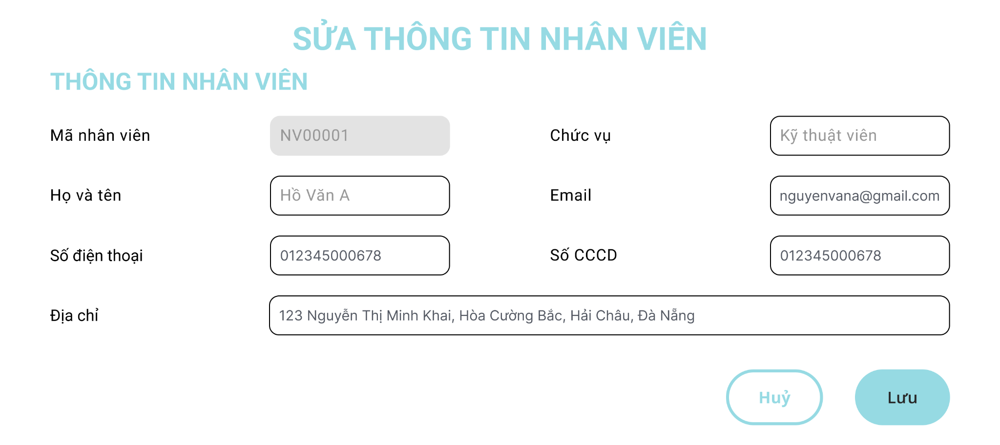 SỬA THÔNG TIN NHÂN VIÊN
THÔNG TIN NHÂN VIÊN
Mã nhân viên
NV00001
Chức vụ
Kỹ thuật viên
Họ và tên
Hồ Văn A
Email
nguyenvana@gmail.com
Số điện thoại
012345000678
Số CCCD
012345000678
Địa chỉ
123 Nguyễn Thị Minh Khai, Hòa Cường Bắc, Hải Châu, Đà Nẵng
Huỷ
Lưu